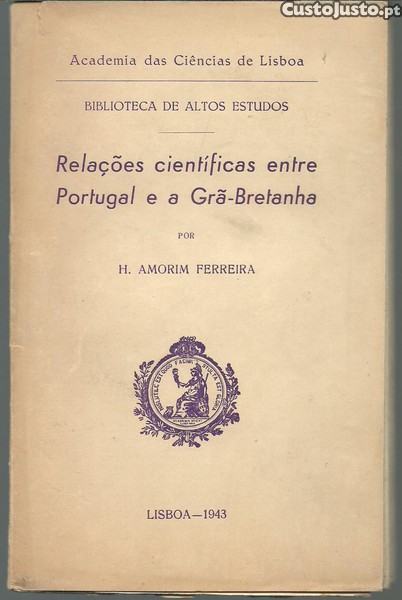 CustoJusto.pt
Academia das Ciências de Lisboa
BIBLIOTECA DE ALTOS ESTUDOS
Relações científicas entre
Portugal e a Grã-Bretanha
POR
H. AMORIM FERREIRA
LISBOA—1943